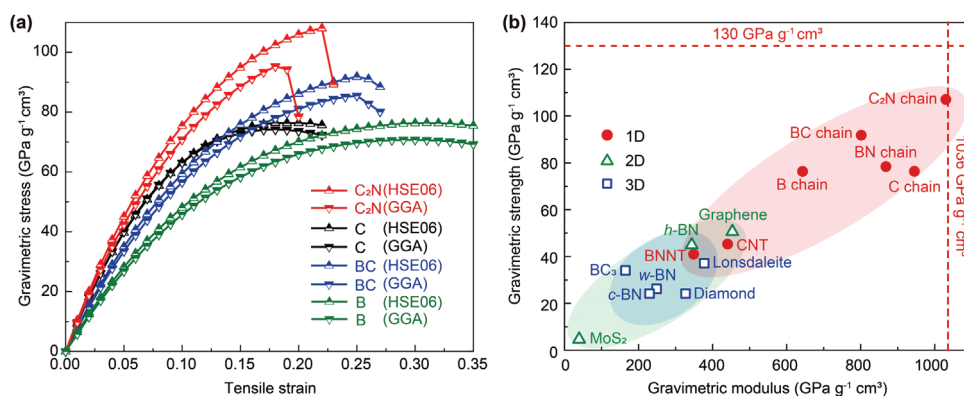 (a)
Gravimetric stress (GPa g⁻¹ cm³)
100
80
60
40
20
0
0.00 0.05 0.10 0.15 0.20 0.25 0.30 0.35
Tensile strain
C₂N (HSE06)
C₂N (GGA)
C (HSE06)
C (GGA)
BC (HSE06)
BC (GGA)
B (HSE06)
B (GGA)
(b)
Gravimetric strength (GPa g⁻¹ cm³)
140
120
100
80
60
40
20
0
0 200 400 600 800 1000
Gravimetric modulus (GPa g⁻¹ cm³)
130 GPa g⁻¹ cm³
1036 GPa g⁻¹ cm³
1D
2D
3D
C₂N chain
BC chain
BN chain
B chain
C chain
Graphene
h-BN
CNT
BNNT
Lonsdaleite
BC₃
w-BN
c-BN
Diamond
MoS₂